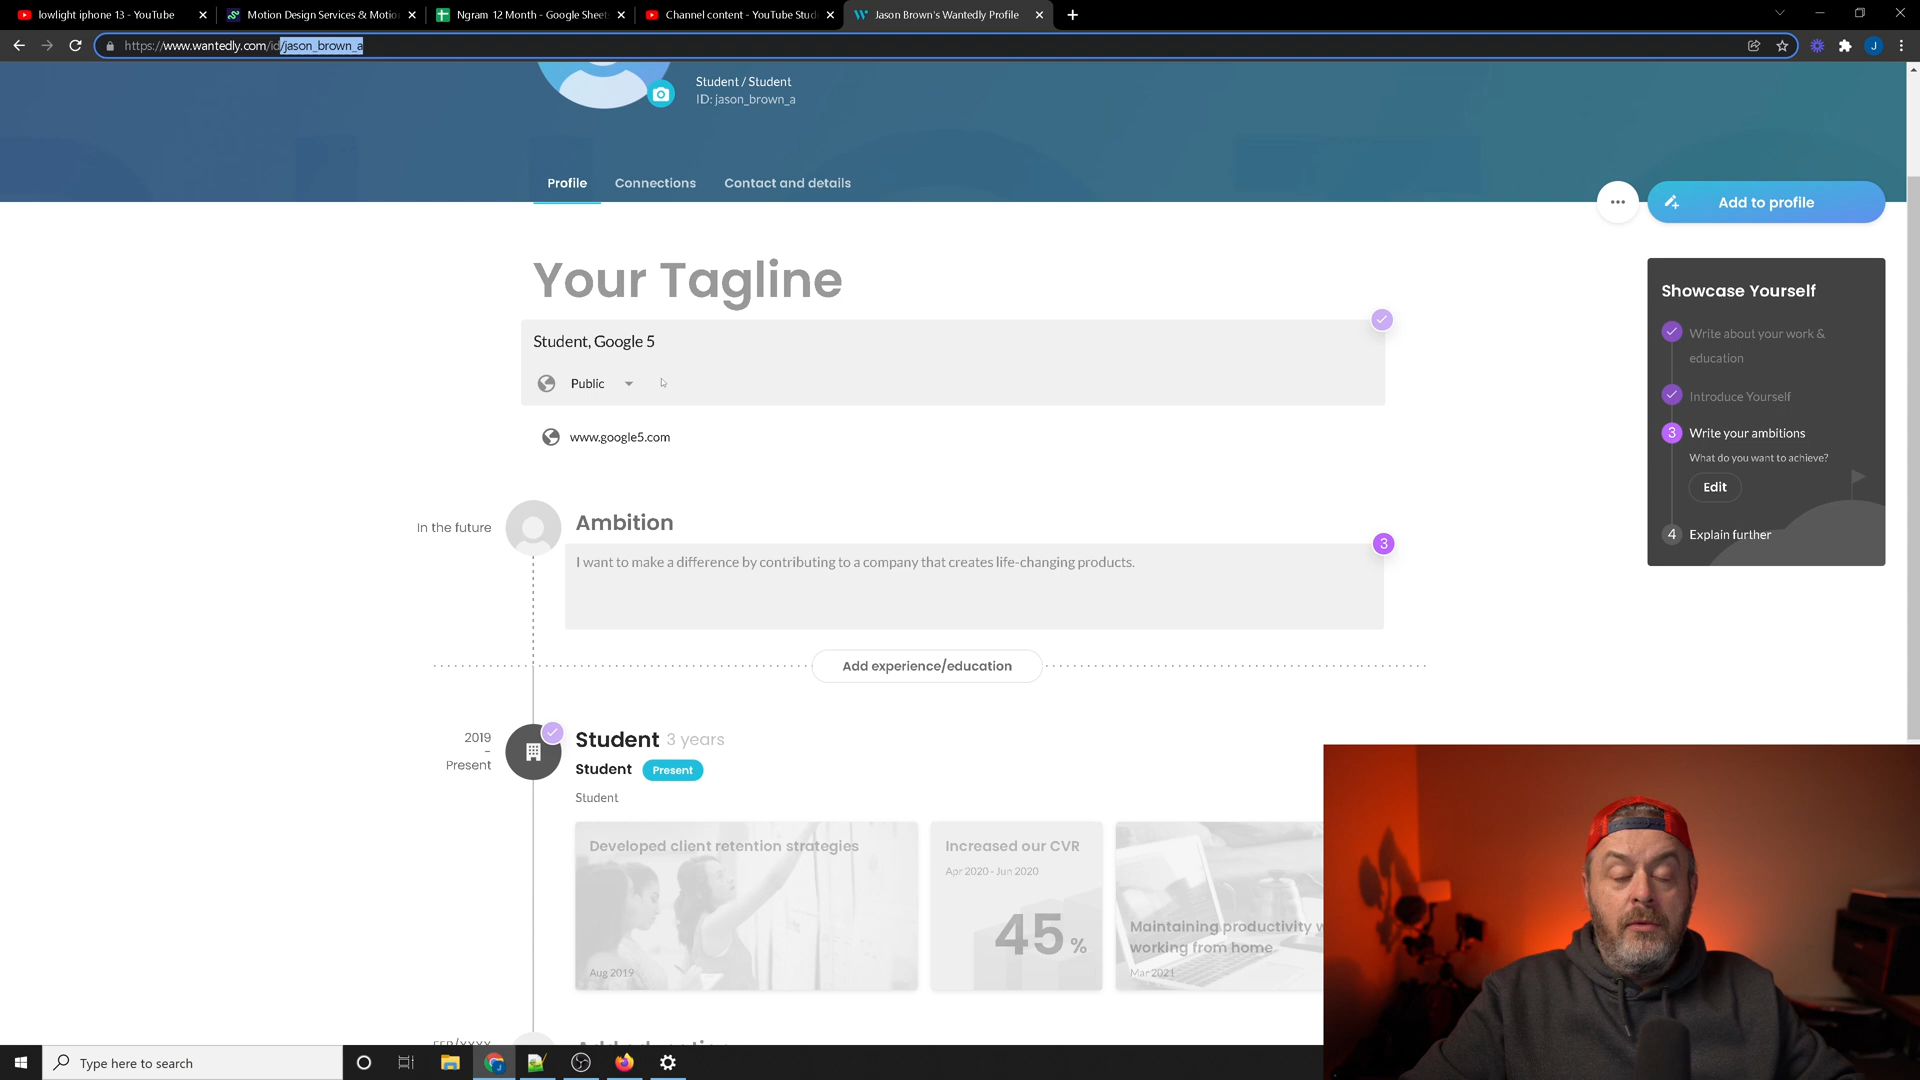 lowlight iphone 13 - YouTube
Motion Design Services & Motio
Ngram 12 Month - Google Sheet
Channel content - YouTube Stud
Jason Brown's Wantedly Profile
https://www.wantedly.com/id/jason_brown_a
J
Student / Student
ID: jason_brown_a
Profile
Connections
Contact and details
Add to profile
Your Tagline
Student, Google 5
Public
www.google5.com
Showcase Yourself
Write about your work &
education
Introduce Yourself
3 Write your ambitions
What do you want to achieve?
Edit
4 Explain further
In the future
Ambition
3
I want to make a difference by contributing to a company that creates life-changing products.
Add experience/education
2019
-
Present
Student 3 years
Student Present
Student
Developed client retention strategies
Aug 2019
Increased our CVR
Apr 2020 - Jun 2020
45 %
Maintaining productivity w
working from home
Mar 2021
Type here to search